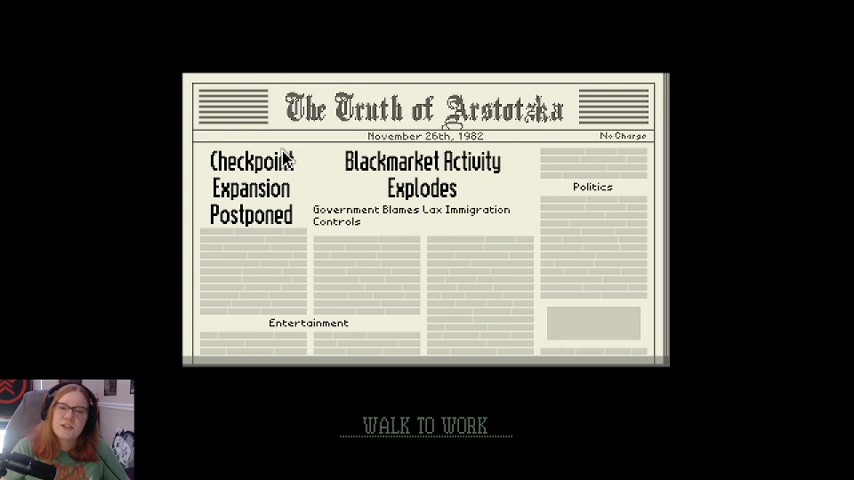 The Truth of Arstotzka
November 26th, 1982
No Charge
Checkpoint
Expansion
Postponed
Blackmarket Activity
Explodes
Government Blames Lax Immigration
Controls
Politics
Entertainment
WALK TO WORK